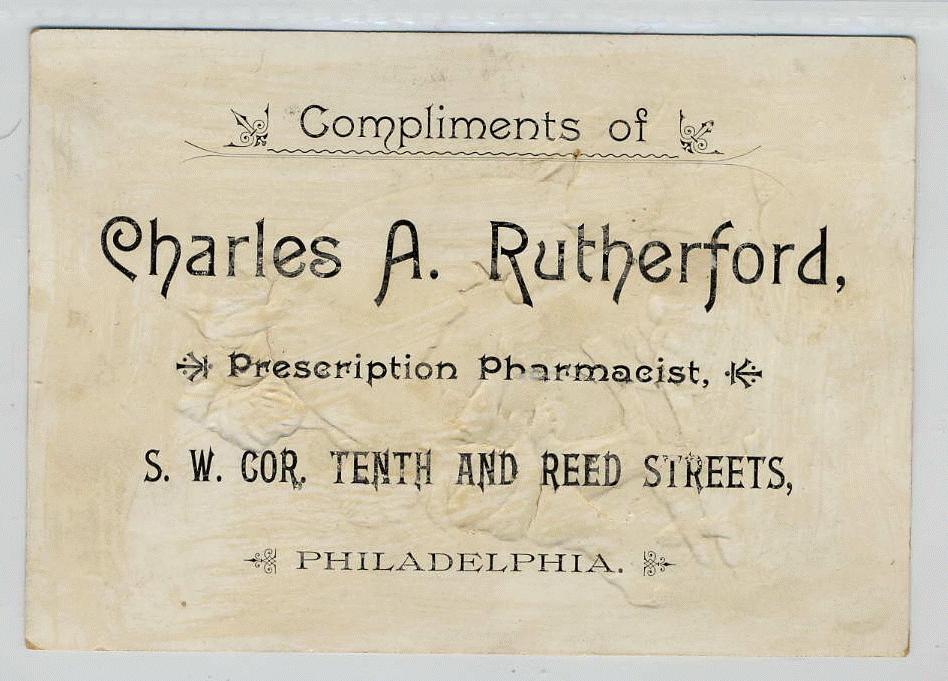 Compliments of
Charles A. Rutherford,
Prescription Pharmacist,
S. W. COR. TENTH AND REED STREETS,
PHILADELPHIA.